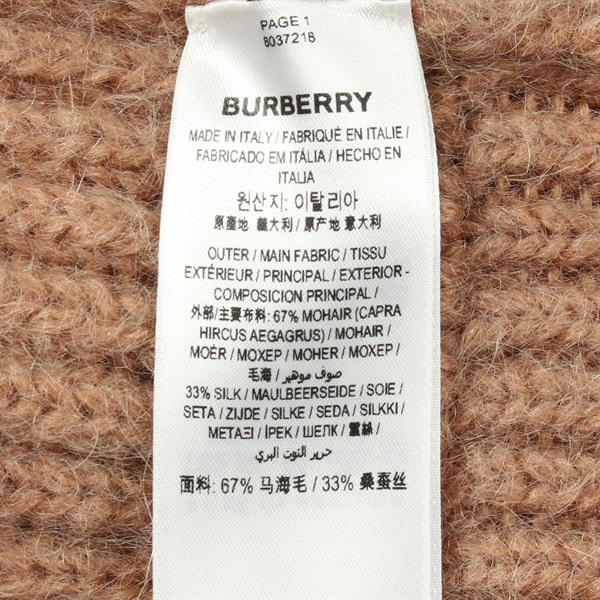 PAGE 1
8037218
BURBERRY
MADE IN ITALY / FABRIQUÉ EN ITALIE /
FABRICADO EM ITÁLIA / HECHO EN
ITALIA
원산지: 이탈리아
原產地 義大利 / 原产地 意大利
OUTER / MAIN FABRIC / TISSU
EXTÉRIEUR / PRINCIPAL / EXTERIOR -
COMPOSICION PRINCIPAL /
外部/主要布料: 67% MOHAIR (CAPRA
HIRCUS AEGAGRUS) / MOHAIR /
MOĖR / МОХЕР / MOHER / МОХЕР /
毛海 / صوف موهير /
33% SILK / MAULBEERSEIDE / SOIE /
SETA / ZIJDE / SILKE / SEDA / SILKKI /
ΜΕΤΑΞΙ / İPEK / ШЕЛК / 蠶絲 /
حرير التوت البري /
面料: 67% 马海毛 / 33% 桑蚕丝